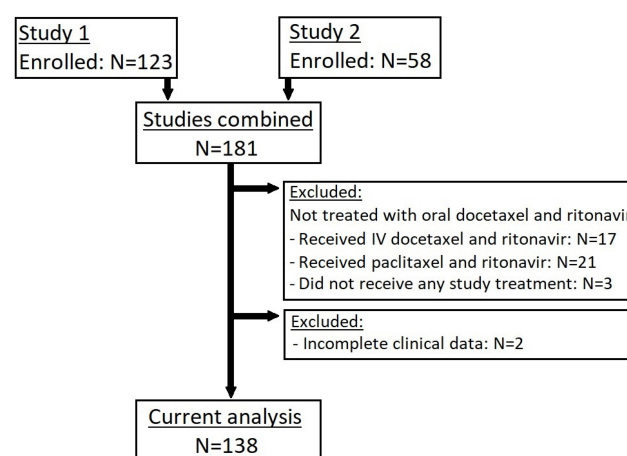 Study 1
Enrolled: N=123
Study 2
Enrolled: N=58
Studies combined
N=181
Excluded:
Not treated with oral docetaxel and ritonavi
- Received IV docetaxel and ritonavir: N=17
- Received paclitaxel and ritonavir: N=21
- Did not receive any study treatment: N=3
Excluded:
- Incomplete clinical data: N=2
Current analysis
N=138